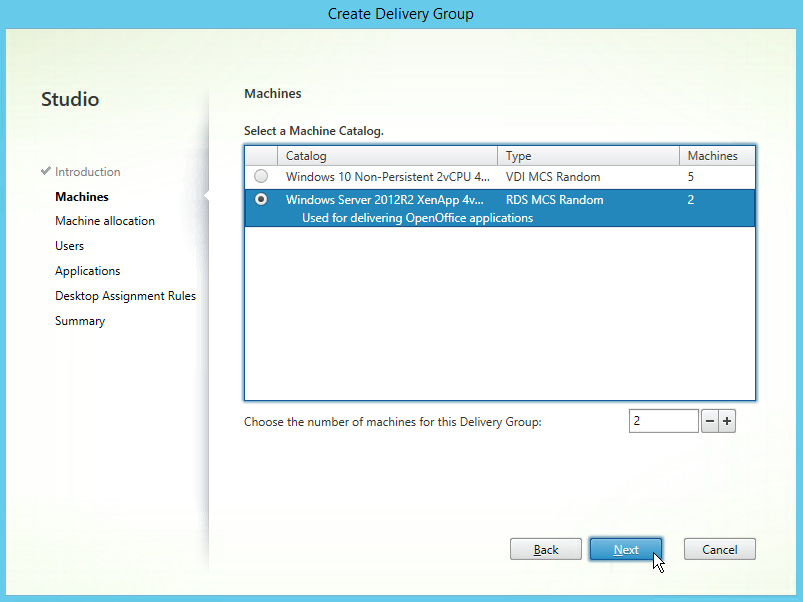 Create Delivery Group
Studio
Introduction
Machines
Machine allocation
Users
Applications
Desktop Assignment Rules
Summary
Machines
Select a Machine Catalog.
Catalog Type Machines
Windows 10 Non-Persistent 2vCPU 4... VDI MCS Random 5
Windows Server 2012R2 XenApp 4v... RDS MCS Random 2
Used for delivering OpenOffice applications
Choose the number of machines for this Delivery Group: 2 − +
Back Next Cancel